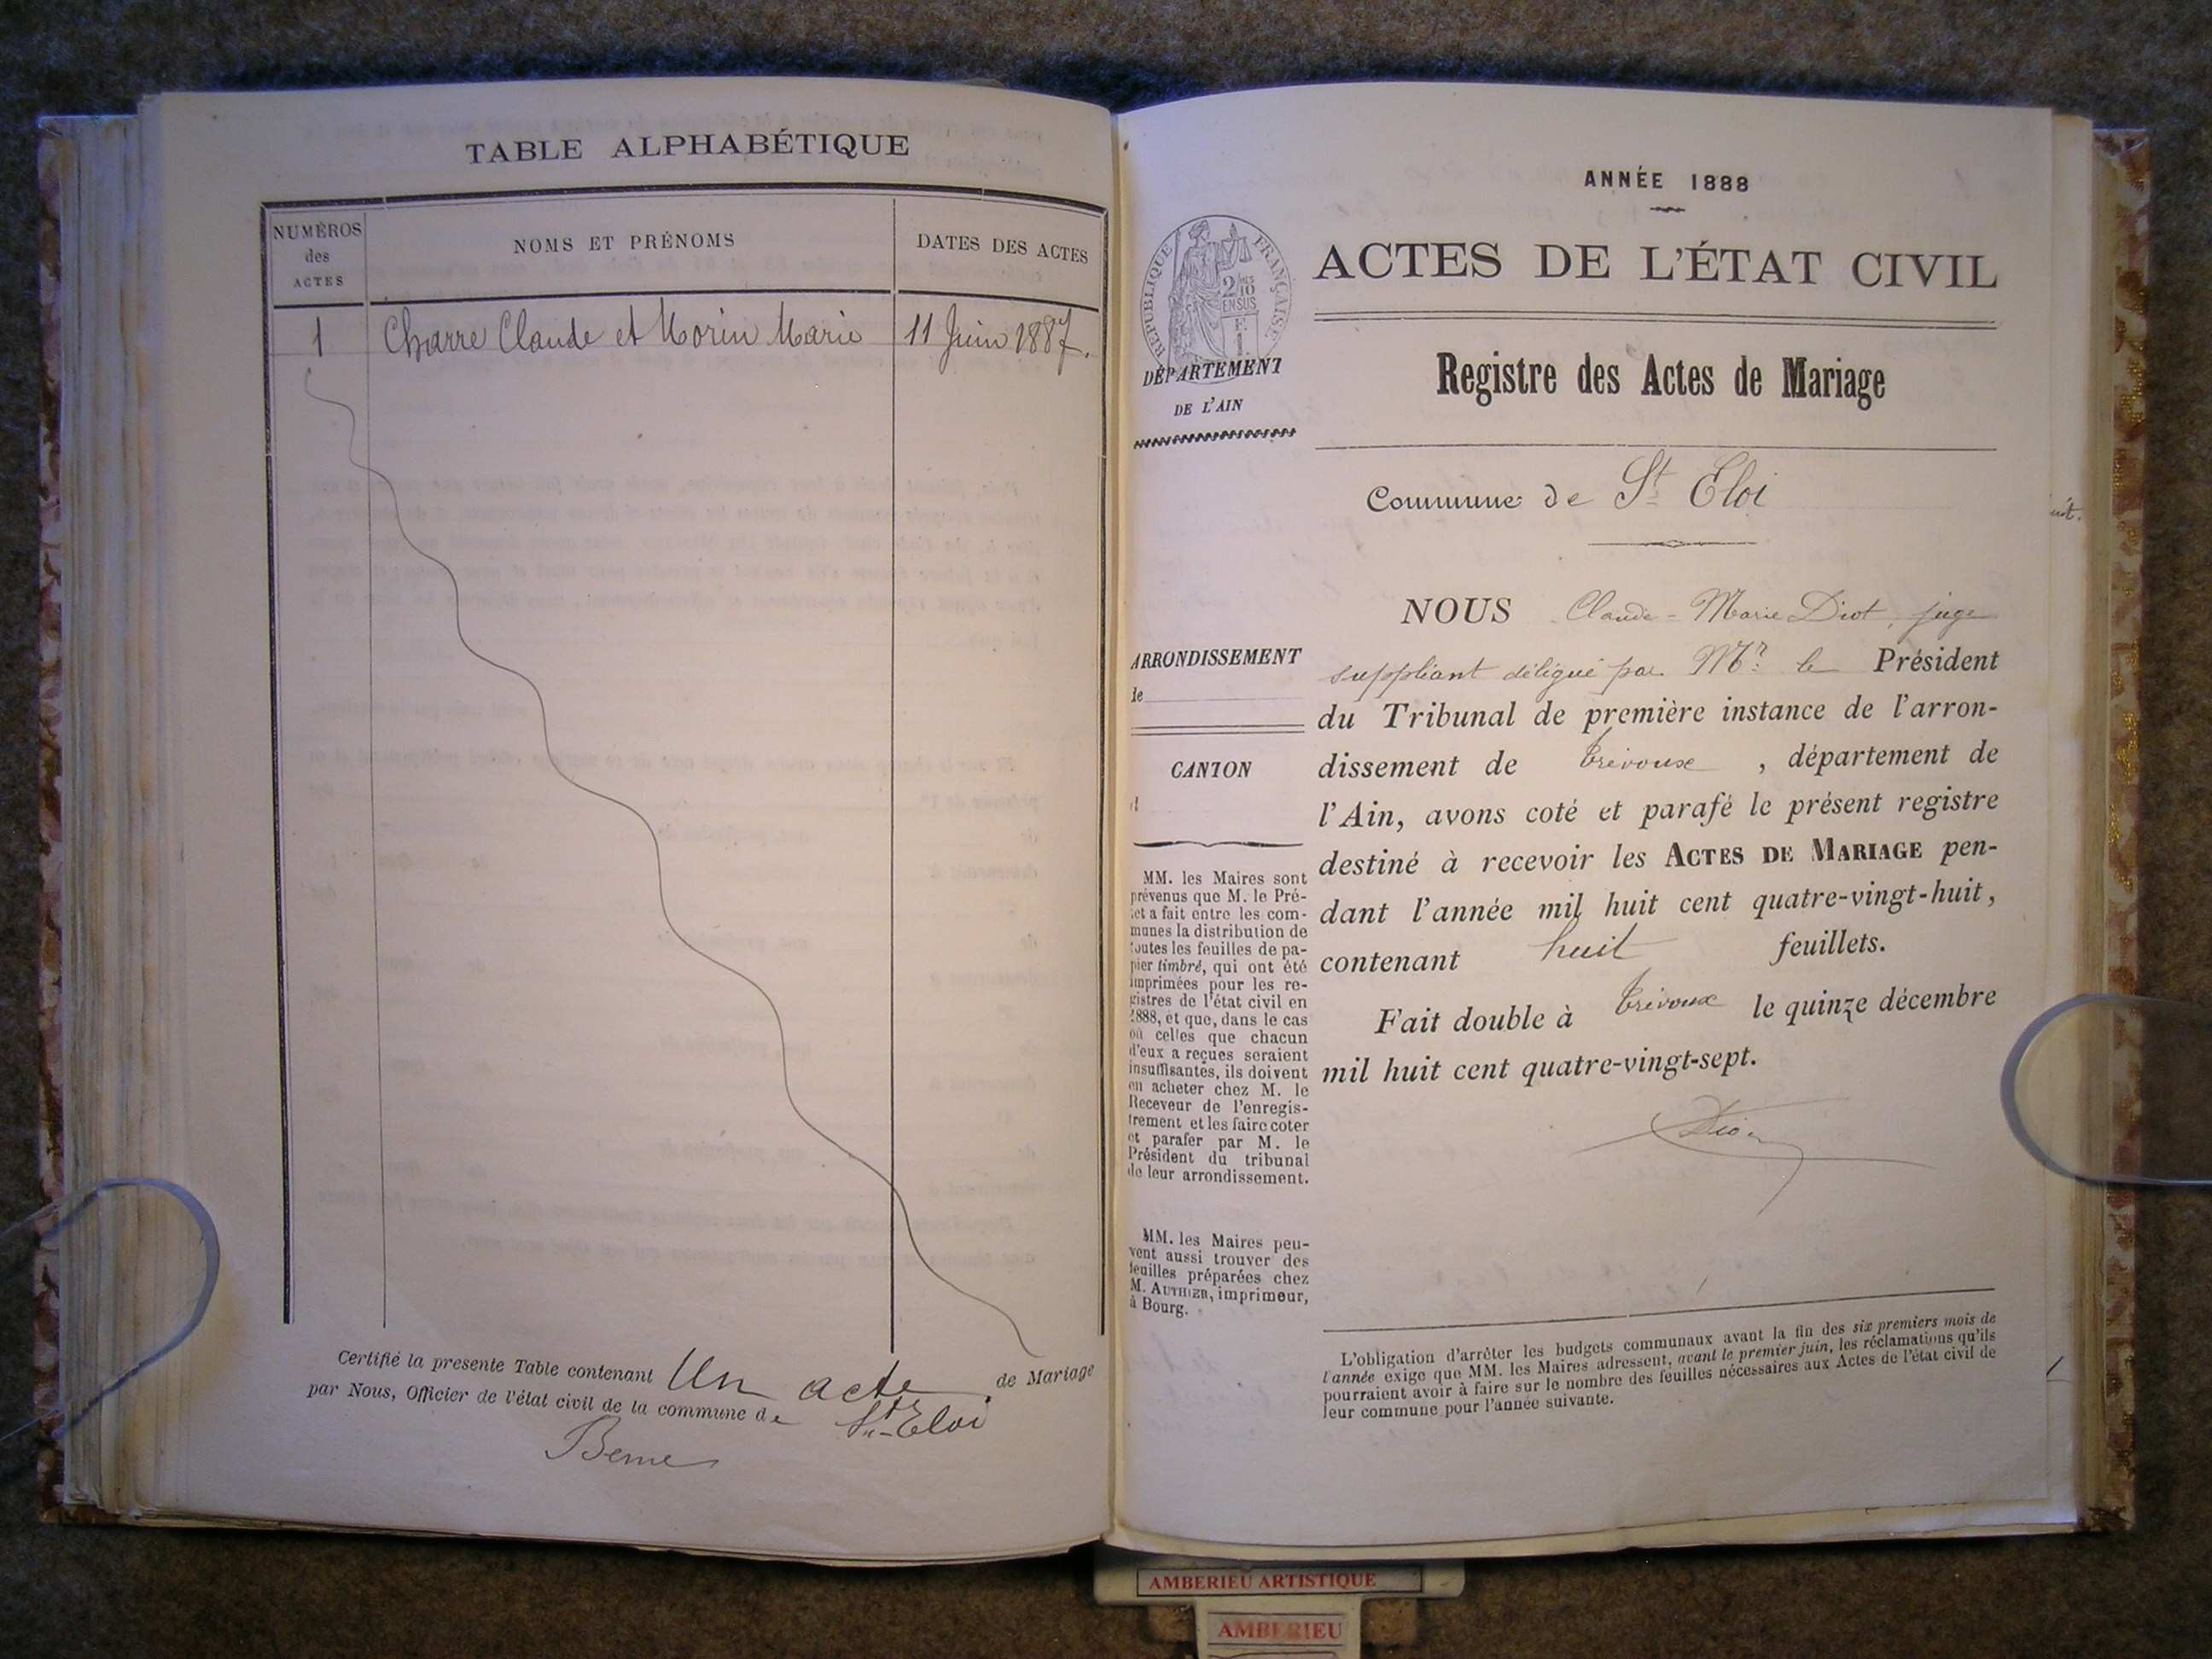 TABLE ALPHABÉTIQUE
NUMÉROS
des
ACTES
NOMS ET PRÉNOMS
DATES DES ACTES
1
Charre Claude et Morin Marie
11 Juin 1887.
Certifié la presente Table contenant Un acte de Mariage
par Nous, Officier de l'état civil de la commune de St-Eloi
Berne
ANNÉE 1888
ACTES DE L'ÉTAT CIVIL
RÉPUBLIQUE FRANÇAISE
2/10
EN SUS
DÉPARTEMENT
DE L'AIN
Registre des Actes de Mariage
Commune de St Eloi
ARRONDISSEMENT
de
CANTON
d
MM. les Maires sont
prévenus que M. le Pré-
fet a fait entre les com-
munes la distribution de
toutes les feuilles de pa-
pier timbré, qui ont été
imprimées pour les re-
gistres de l'état civil en
1888, et que, dans le cas
où celles que chacun
d'eux a reçues seraient
insuffisantes, ils doivent
en acheter chez M. le
Receveur de l'enregis-
trement et les faire coter
et parafer par M. le
Président du tribunal
de leur arrondissement.
MM. les Maires peu-
vent aussi trouver des
feuilles préparées chez
M. AUTHIER, imprimeur,
à Bourg.
NOUS Claude-Marie Diot, juge
suppléant délégué par Mr. le Président
du Tribunal de première instance de l'arron-
dissement de Trévoux, département de
l'Ain, avons coté et parafé le présent registre
destiné à recevoir les ACTES DE MARIAGE pen-
dant l'année mil huit cent quatre-vingt-huit,
contenant huit feuillets.
Fait double à Trévoux le quinze décembre
mil huit cent quatre-vingt-sept.
Diot
L'obligation d'arrêter les budgets communaux avant la fin des six premiers mois de
l'année exige que MM. les Maires adressent, avant le premier juin, les réclamations qu'ils
pourraient avoir à faire sur le nombre des feuilles nécessaires aux Actes de l'état civil de
leur commune pour l'année suivante.
AMBERIEU ARTISTIQUE
AMBERIEU